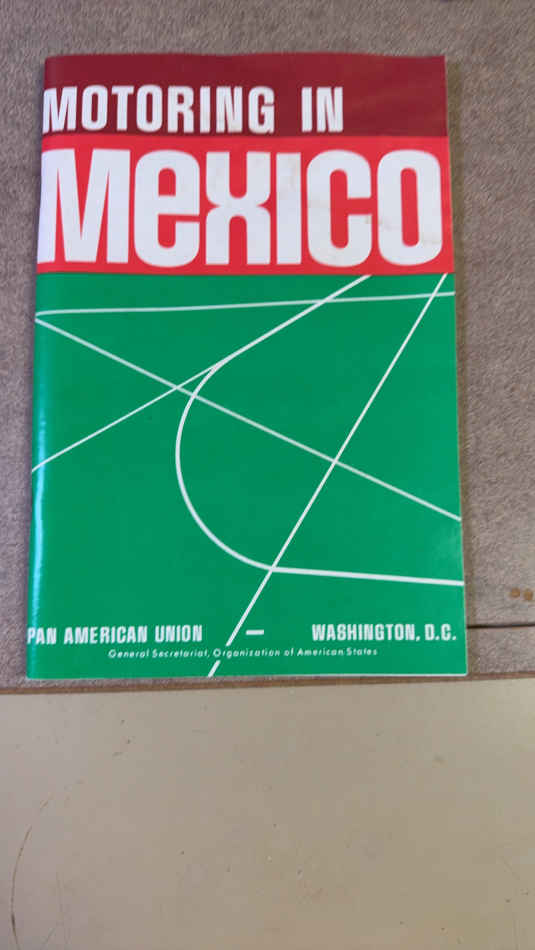 MOTORING IN
MeXICO
PAN AMERICAN UNION — WASHINGTON, D.C.
General Secretariat, Organization of American States